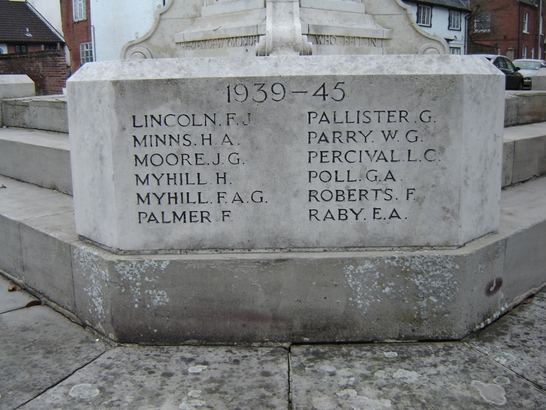 1939-45
LINCOLN. F. J
MINNS. H. A.
MOORE. J. G.
MYHILL. H.
MYHILL. F. A. G.
PALMER. F
PALLISTER. G.
PARRY. W. G.
PERCIVAL. L. C.
POLL. G. A
ROBERTS. F.
RABY. E. A.